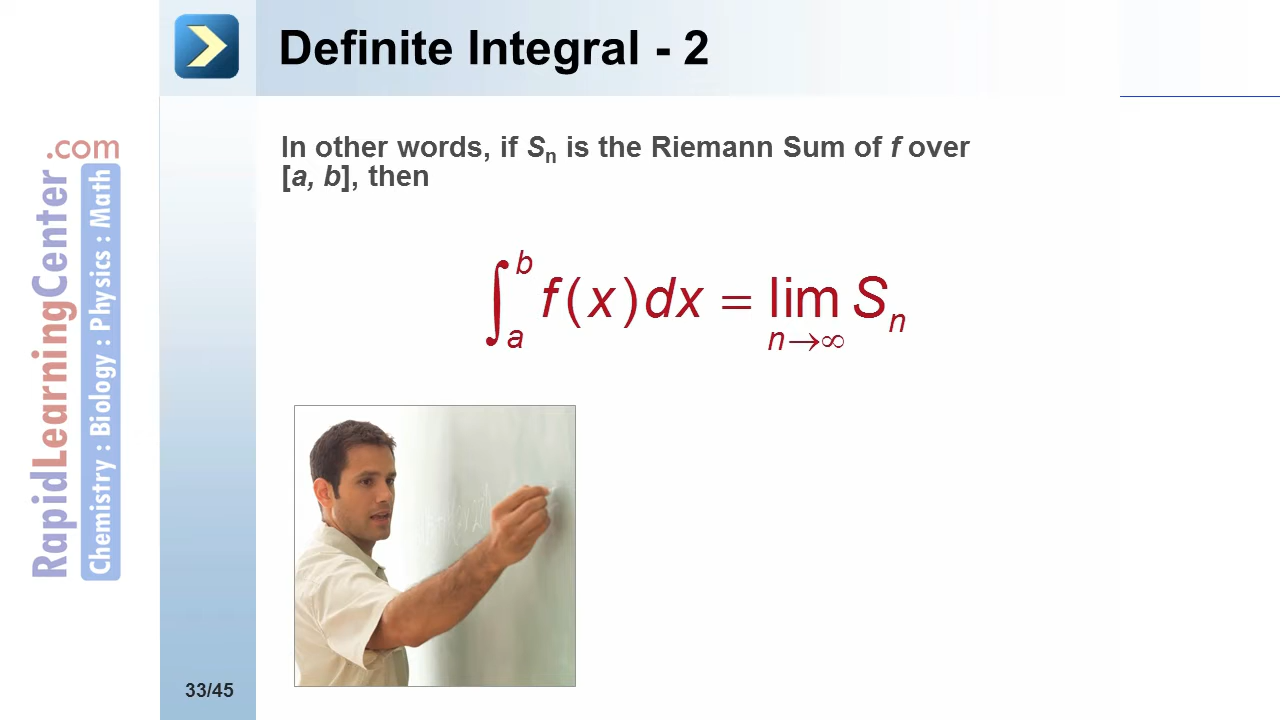 Definite Integral - 2
In other words, if Sn is the Riemann Sum of f over
[a, b], then
∫_a^b f(x)dx = lim_{n→∞} S_n
RapidLearningCenter.com
Chemistry : Biology : Physics : Math
33/45